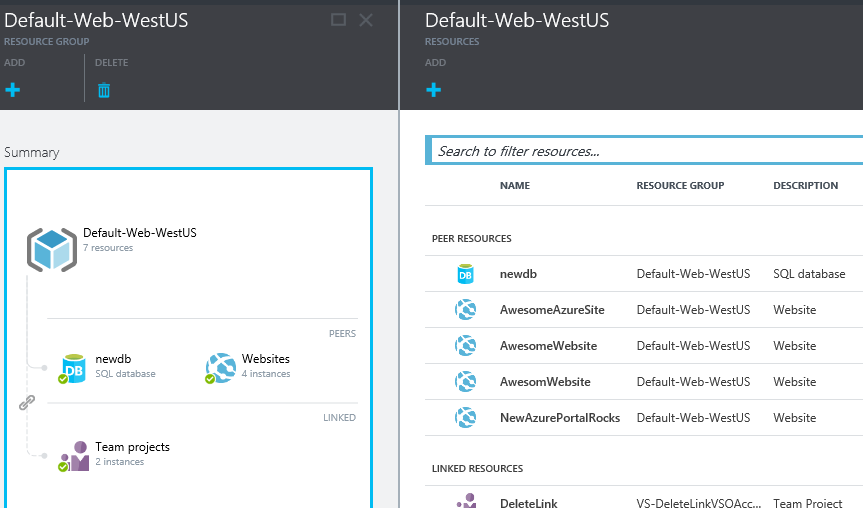 Default-Web-WestUS
RESOURCE GROUP
ADD
DELETE
Summary
Default-Web-WestUS
7 resources
PEERS
DB
newdb
SQL database
Websites
4 instances
LINKED
Team projects
2 instances
Default-Web-WestUS
RESOURCES
ADD
Search to filter resources...
NAME RESOURCE GROUP DESCRIPTION
PEER RESOURCES
DB newdb Default-Web-WestUS SQL database
AwesomeAzureSite Default-Web-WestUS Website
AwesomeWebsite Default-Web-WestUS Website
AwesomWebsite Default-Web-WestUS Website
NewAzurePortalRocks Default-Web-WestUS Website
LINKED RESOURCES
DeleteLink VS-DeleteLinkVSOAcc... Team Project